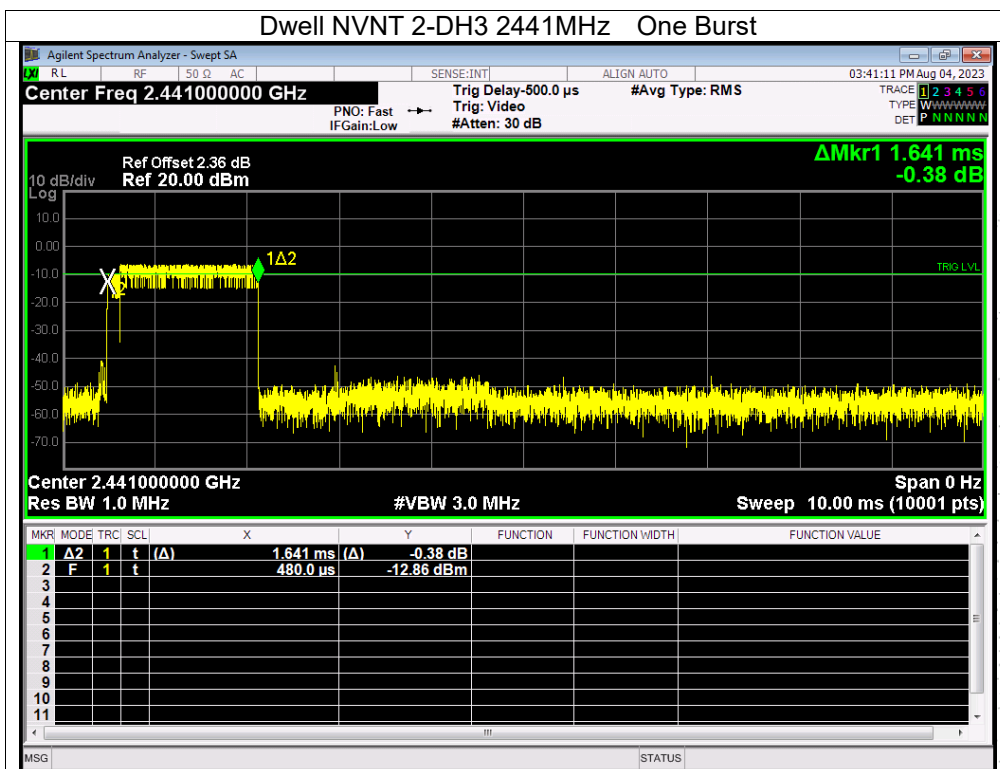 Dwell NVNT 2-DH3 2441MHz One Burst
Agilent Spectrum Analyzer - Swept SA
LXI RL RF 50 Ω AC SENSE:INT ALIGN AUTO 03:41:11 PM Aug 04, 2023
Center Freq 2.441000000 GHz
PNO: Fast
IFGain:Low
Trig Delay-500.0 µs
Trig: Video
#Atten: 30 dB
#Avg Type: RMS
TRACE 1 2 3 4 5 6
TYPE WWWWWW
DET P N N N N N
ΔMkr1 1.641 ms
-0.38 dB
Ref Offset 2.36 dB
10 dB/div Ref 20.00 dBm
Log
10.0
0.00
1Δ2
TRIG LVL
-10.0
2
-20.0
-30.0
-40.0
-50.0
-60.0
-70.0
Center 2.441000000 GHz Span 0 Hz
Res BW 1.0 MHz #VBW 3.0 MHz Sweep 10.00 ms (10001 pts)
MKR MODE TRC SCL X Y FUNCTION FUNCTION WIDTH FUNCTION VALUE
1 Δ2 1 t (Δ) 1.641 ms (Δ) -0.38 dB
2 F 1 t 480.0 µs -12.86 dBm
3
4
5
6
7
8
9
10
11
MSG STATUS